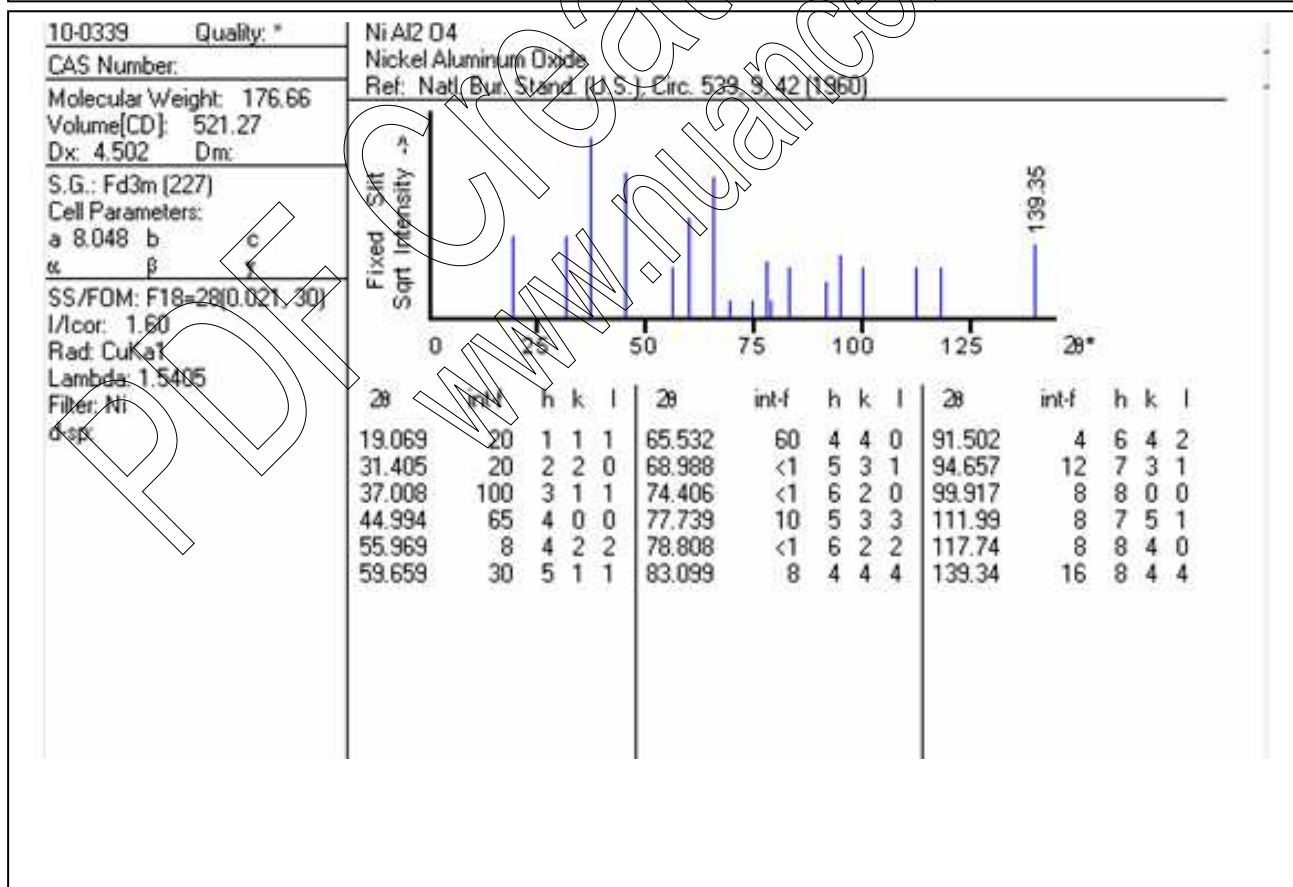 10-0339 Quality: *
CAS Number:
Molecular Weight: 176.66
Volume[CD]: 521.27
Dx: 4.502 Dm:
S.G.: Fd3m (227)
Cell Parameters:
a 8.048 b c
α β γ
SS/FOM: F18=28(0.021, 30)
I/Icor: 1.60
Rad: CuKa1
Lambda: 1.5405
Filter: Ni
d-sp:
Ni Al2 O4
Nickel Aluminum Oxide
Ref: Natl. Bur. Stand. (U.S.), Circ. 539, 9, 42 (1960)
Fixed Slit
Sqrt Intensity ->
139.35
0 25 50 75 100 125 2θ°
2θ int-f h k l 2θ int-f h k l 2θ int-f h k l
19.069 20 1 1 1 65.532 60 4 4 0 91.502 4 6 4 2
31.405 20 2 2 0 68.988 <1 5 3 1 94.657 12 7 3 1
37.008 100 3 1 1 74.406 <1 6 2 0 99.917 8 8 0 0
44.994 65 4 0 0 77.739 10 5 3 3 111.99 8 7 5 1
55.969 8 4 2 2 78.808 <1 6 2 2 117.74 8 8 4 0
59.659 30 5 1 1 83.099 8 4 4 4 139.34 16 8 4 4
PDF Crea
www.nuance.